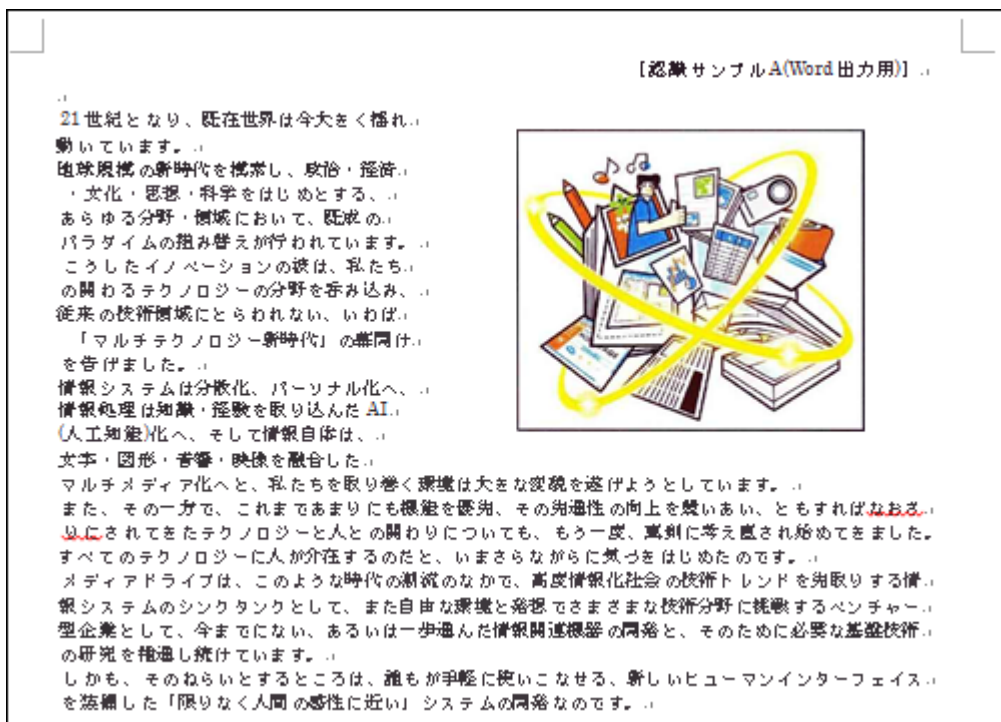 [認識サンプルA(Word出力用)]
21世紀となり、既在世界は今大きく揺れ
動いています。
地球規模の新時代を模索し、政治・経済
・文化・思想・科学をはじめとする、
あらゆる分野・領域において、既成の
パラダイムの組み替えが行われています。
こうしたイノベーションの波は、私たち
の関わるテクノロジーの分野を呑み込み、
従来の技術領域にとらわれない、いわば
「マルチテクノロジー新時代」の幕開け
を告げました。
情報システムは分散化、パーソナル化へ、
情報処理は知識・経験を取り込んだAI
(人工知能)化へ、そして情報自体は、
文字・図形・音響・映像を融合した
マルチメディア化へと、私たちを取り巻く環境は大きな変貌を遂げようとしています。
また、その一方で、これまであまりにも機能を優先、その先進性の向上を競いあい、ともすればなおざ
りにされてきたテクノロジーと人との関わりについても、もう一度、真剣に考え直され始めてきました。
すべてのテクノロジーに人が介在するのだと、いまさらながらに気づきはじめたのです。
メディアドライブは、このような時代の潮流のなかで、高度情報化社会の技術トレンドを先取りする情
報システムのシンクタンクとして、また自由な環境と発想でさまざまな技術分野に挑戦するベンチャー
型企業として、今までにない、あるいは一歩進んだ情報関連機器の開発と、そのために必要な基盤技術
の研究を推進し続けています。
しかも、そのねらいとするところは、誰もが手軽に使いこなせる、新しいヒューマンインターフェイス
を装備した「限りなく人間の感性に近い」システムの開発なのです。